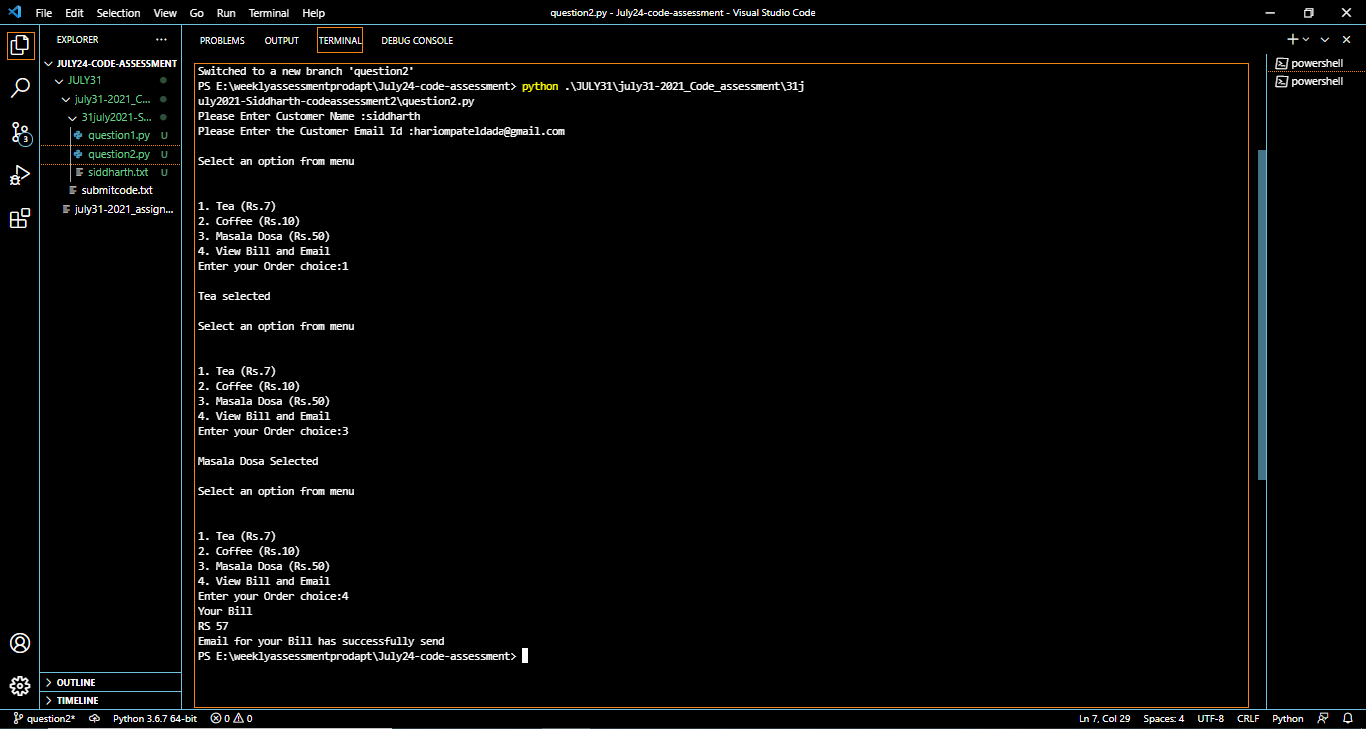 File Edit Selection View Go Run Terminal Help question2.py - July24-code-assessment - Visual Studio Code
EXPLORER ···
JULY24-CODE-ASSESSMENT
JULY31
july31-2021_C...
31july2021-S...
question1.py U
question2.py U
siddharth.txt U
submitcode.txt
july31-2021_assign...
OUTLINE
TIMELINE
3
PROBLEMS OUTPUT TERMINAL DEBUG CONSOLE
Switched to a new branch 'question2'
PS E:\weeklyassessmentprodapt\July24-code-assessment> python .\JULY31\july31-2021_Code_assessment\31j
uly2021-Siddharth-codeassessment2\question2.py
Please Enter Customer Name :siddharth
Please Enter the Customer Email Id :hariompateldada@gmail.com
Select an option from menu
1. Tea (Rs.7)
2. Coffee (Rs.10)
3. Masala Dosa (Rs.50)
4. View Bill and Email
Enter your Order choice:1
Tea selected
Select an option from menu
1. Tea (Rs.7)
2. Coffee (Rs.10)
3. Masala Dosa (Rs.50)
4. View Bill and Email
Enter your Order choice:3
Masala Dosa Selected
Select an option from menu
1. Tea (Rs.7)
2. Coffee (Rs.10)
3. Masala Dosa (Rs.50)
4. View Bill and Email
Enter your Order choice:4
Your Bill
RS 57
Email for your Bill has successfully send
PS E:\weeklyassessmentprodapt\July24-code-assessment>
powershell
powershell
question2* Python 3.6.7 64-bit 0 0 Ln 7, Col 29 Spaces: 4 UTF-8 CRLF Python